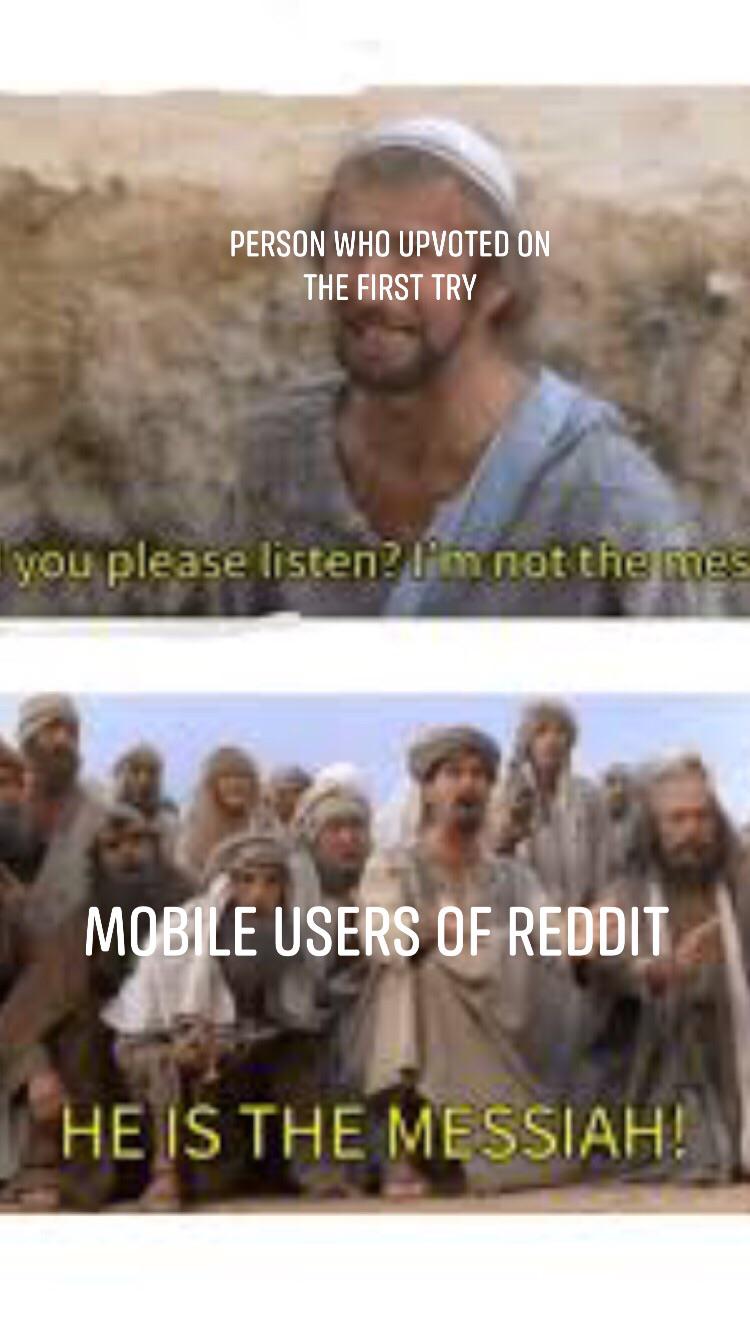 PERSON WHO UPVOTED ON
THE FIRST TRY
you please listen? I'm not the mes
MOBILE USERS OF REDDIT
HE IS THE MESSIAH!